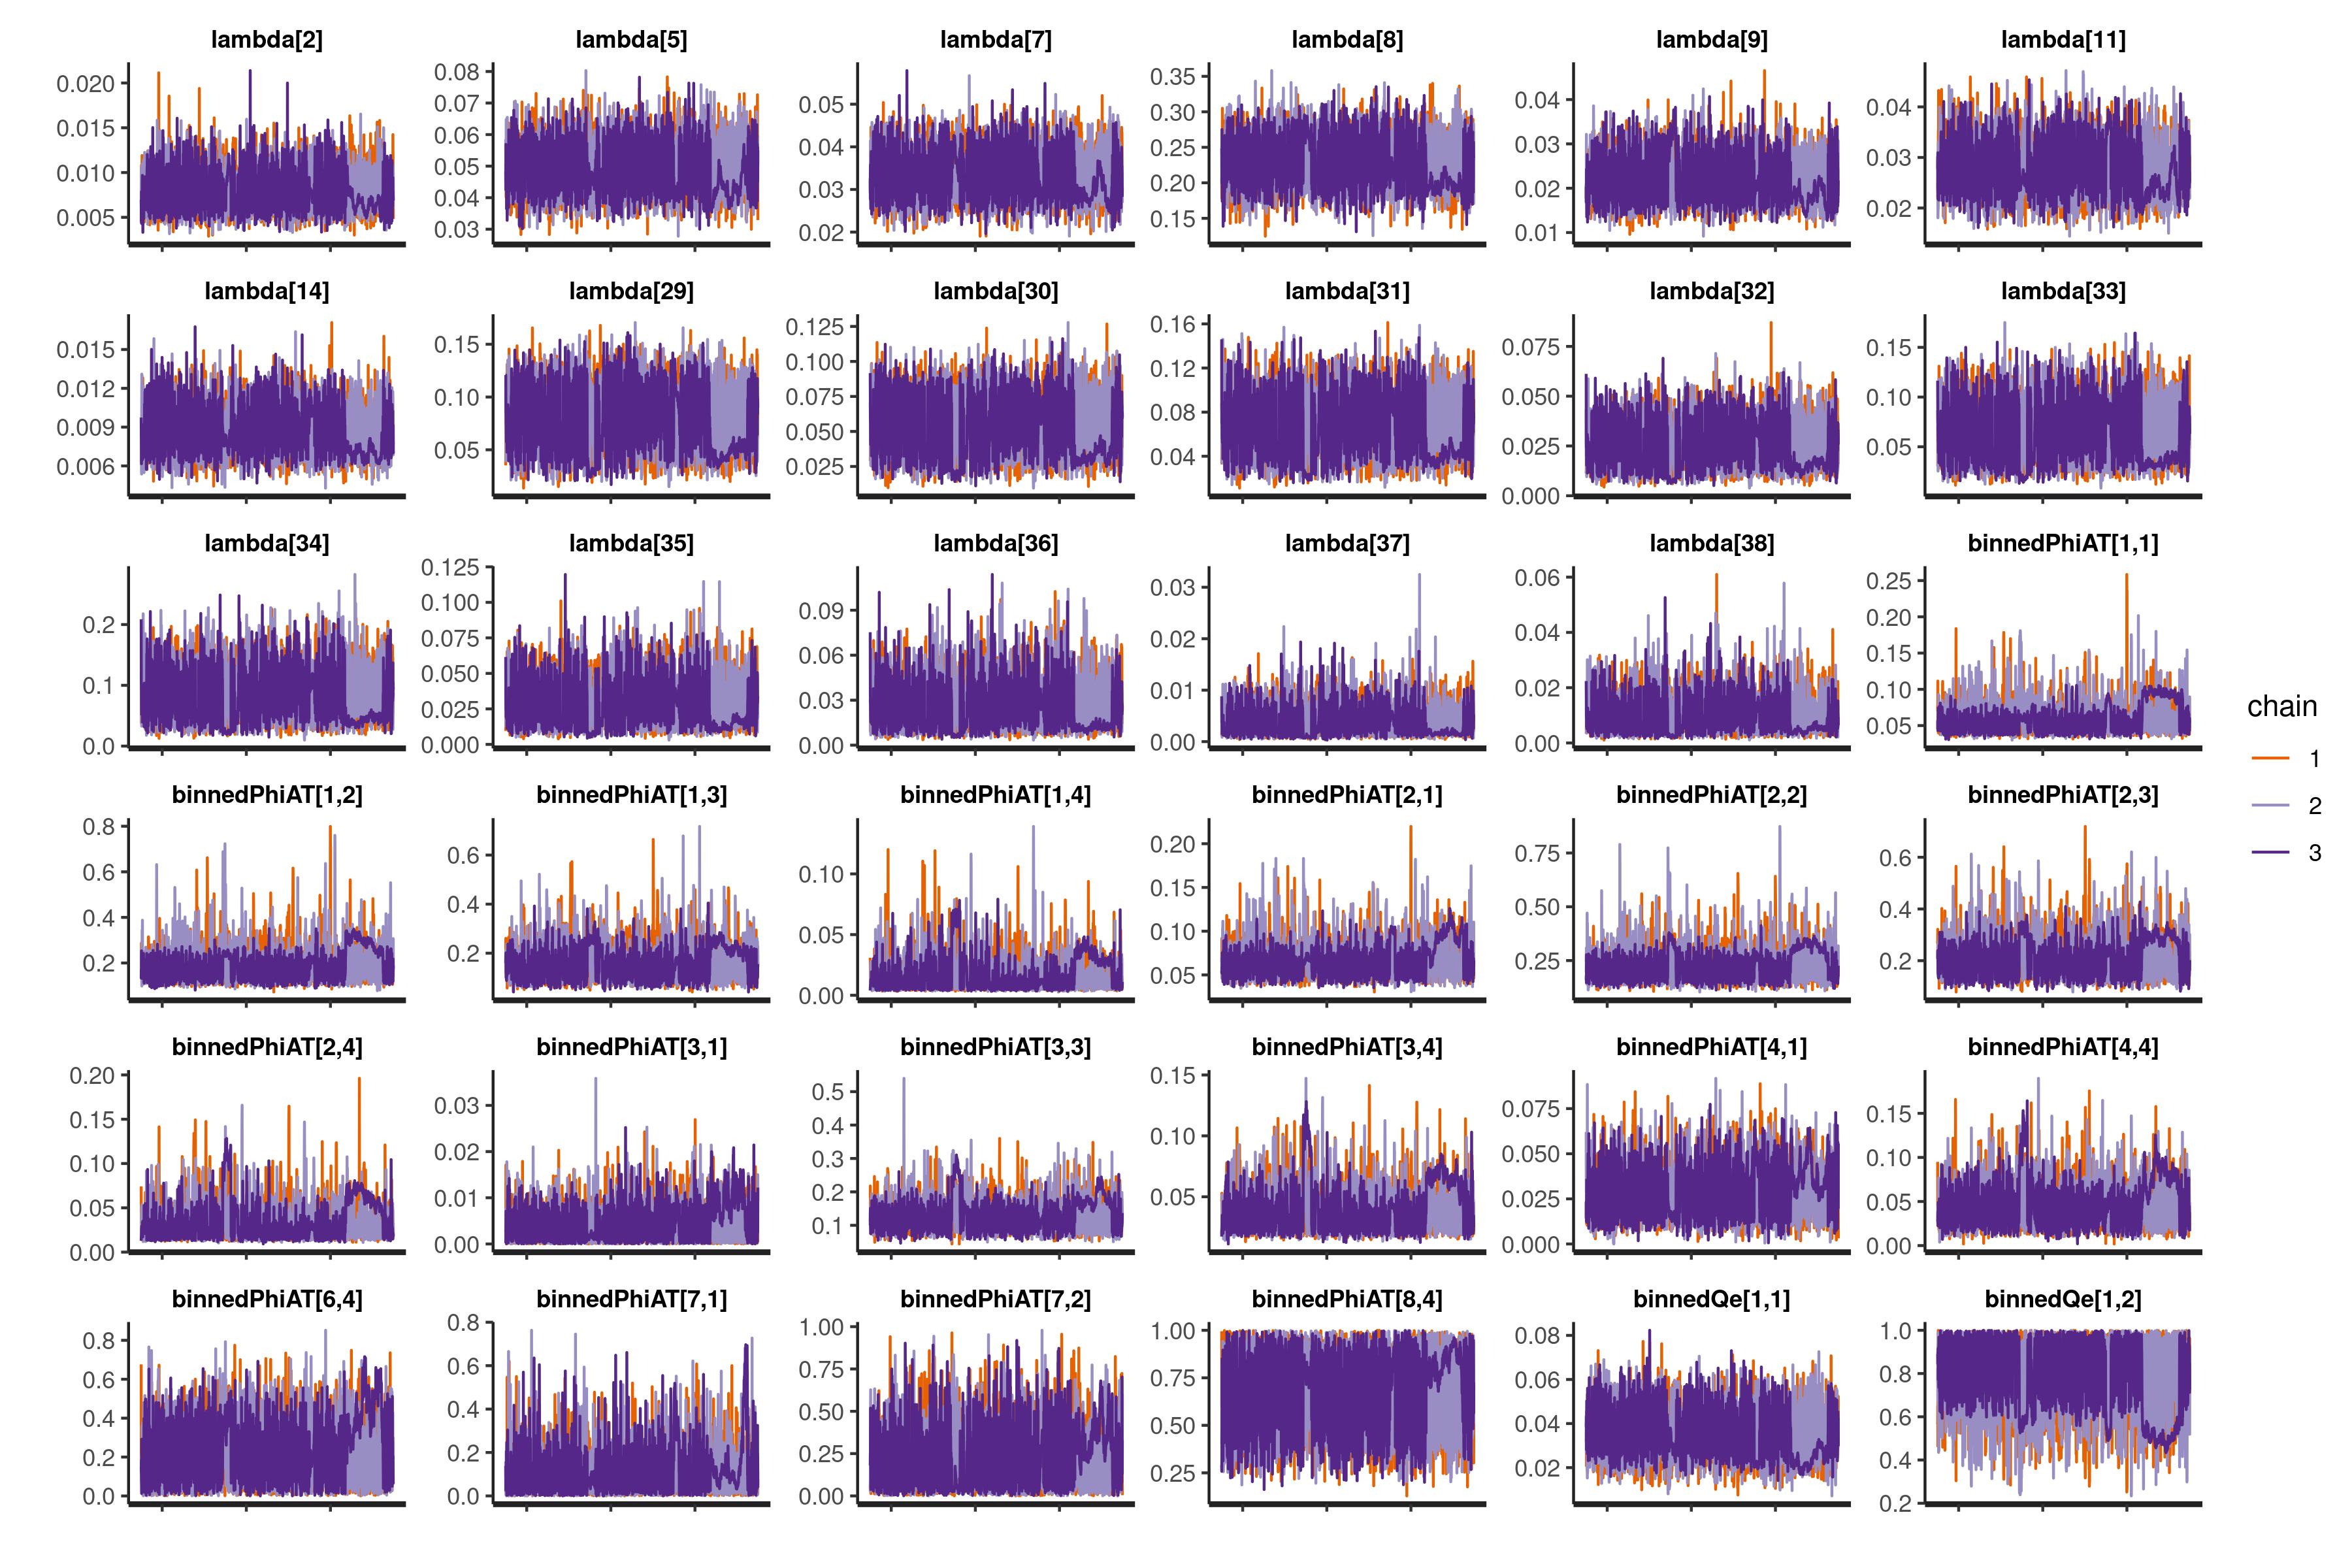 lambda[2] lambda[5] lambda[7] lambda[8] lambda[9] lambda[11]
0.020 0.015 0.010 0.005
0.08 0.07 0.06 0.05 0.04 0.03
0.05 0.04 0.03 0.02
0.35 0.30 0.25 0.20 0.15
0.04 0.03 0.02 0.01
0.04 0.03 0.02
lambda[14] lambda[29] lambda[30] lambda[31] lambda[32] lambda[33]
0.015 0.012 0.009 0.006
0.15 0.10 0.05
0.125 0.100 0.075 0.050 0.025
0.16 0.12 0.08 0.04
0.075 0.050 0.025 0.000
0.15 0.10 0.05
lambda[34] lambda[35] lambda[36] lambda[37] lambda[38] binnedPhiAT[1,1]
0.2 0.1 0.0
0.125 0.100 0.075 0.050 0.025 0.000
0.09 0.06 0.03 0.00
0.03 0.02 0.01 0.00
0.06 0.04 0.02 0.00
0.25 0.20 0.15 0.10 0.05
binnedPhiAT[1,2] binnedPhiAT[1,3] binnedPhiAT[1,4] binnedPhiAT[2,1] binnedPhiAT[2,2] binnedPhiAT[2,3]
0.8 0.6 0.4 0.2
0.6 0.4 0.2
0.10 0.05 0.00
0.20 0.15 0.10 0.05
0.75 0.50 0.25
0.6 0.4 0.2
binnedPhiAT[2,4] binnedPhiAT[3,1] binnedPhiAT[3,3] binnedPhiAT[3,4] binnedPhiAT[4,1] binnedPhiAT[4,4]
0.20 0.15 0.10 0.05 0.00
0.03 0.02 0.01 0.00
0.5 0.4 0.3 0.2 0.1
0.15 0.10 0.05
0.075 0.050 0.025 0.000
0.15 0.10 0.05 0.00
binnedPhiAT[6,4] binnedPhiAT[7,1] binnedPhiAT[7,2] binnedPhiAT[8,4] binnedQe[1,1] binnedQe[1,2]
0.8 0.6 0.4 0.2 0.0
0.8 0.6 0.4 0.2 0.0
1.00 0.75 0.50 0.25 0.00
1.00 0.75 0.50 0.25
0.08 0.06 0.04 0.02
1.0 0.8 0.6 0.4 0.2
chain
1
2
3